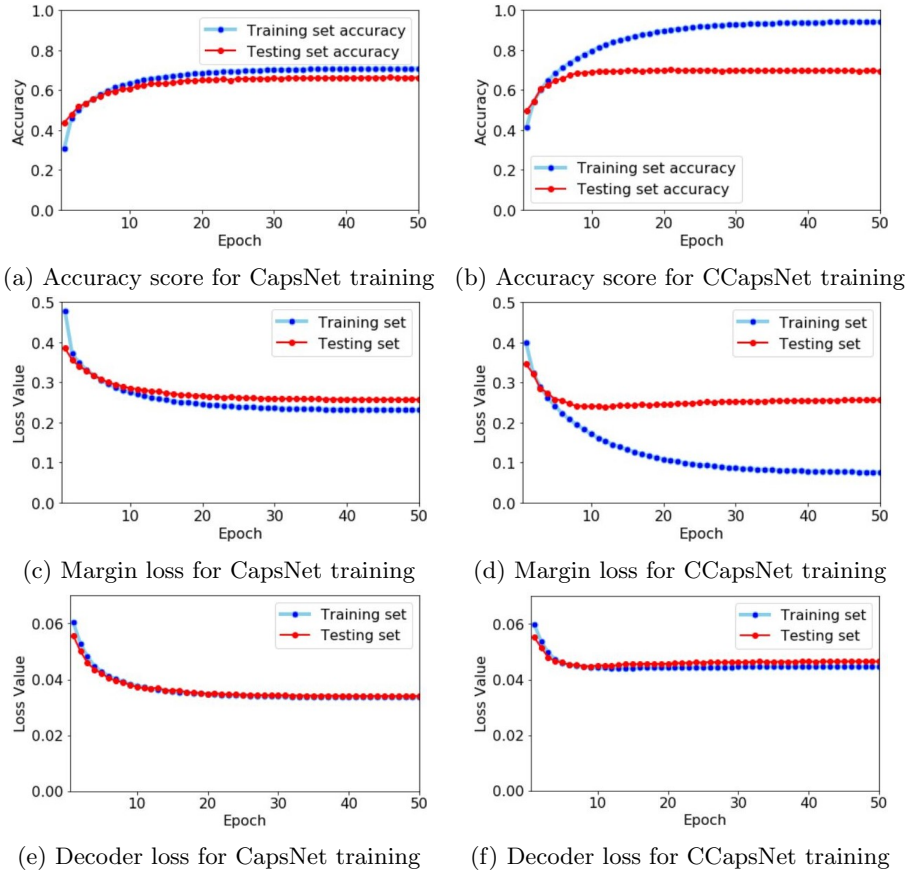 1.0
0.8
0.6
0.4
0.2
0.0
Accuracy
Training set accuracy
Testing set accuracy
10 20 30 40 50
Epoch
(a) Accuracy score for CapsNet training
1.0
0.8
0.6
0.4
0.2
0.0
Accuracy
Training set accuracy
Testing set accuracy
10 20 30 40 50
Epoch
(b) Accuracy score for CCapsNet training
0.5
0.4
0.3
0.2
0.1
0.0
Loss Value
Training set
Testing set
10 20 30 40 50
Epoch
(c) Margin loss for CapsNet training
0.5
0.4
0.3
0.2
0.1
0.0
Loss Value
Training set
Testing set
10 20 30 40 50
Epoch
(d) Margin loss for CCapsNet training
0.06
0.04
0.02
0.00
Loss Value
Training set
Testing set
10 20 30 40 50
Epoch
(e) Decoder loss for CapsNet training
0.06
0.04
0.02
0.00
Loss Value
Training set
Testing set
10 20 30 40 50
Epoch
(f) Decoder loss for CCapsNet training